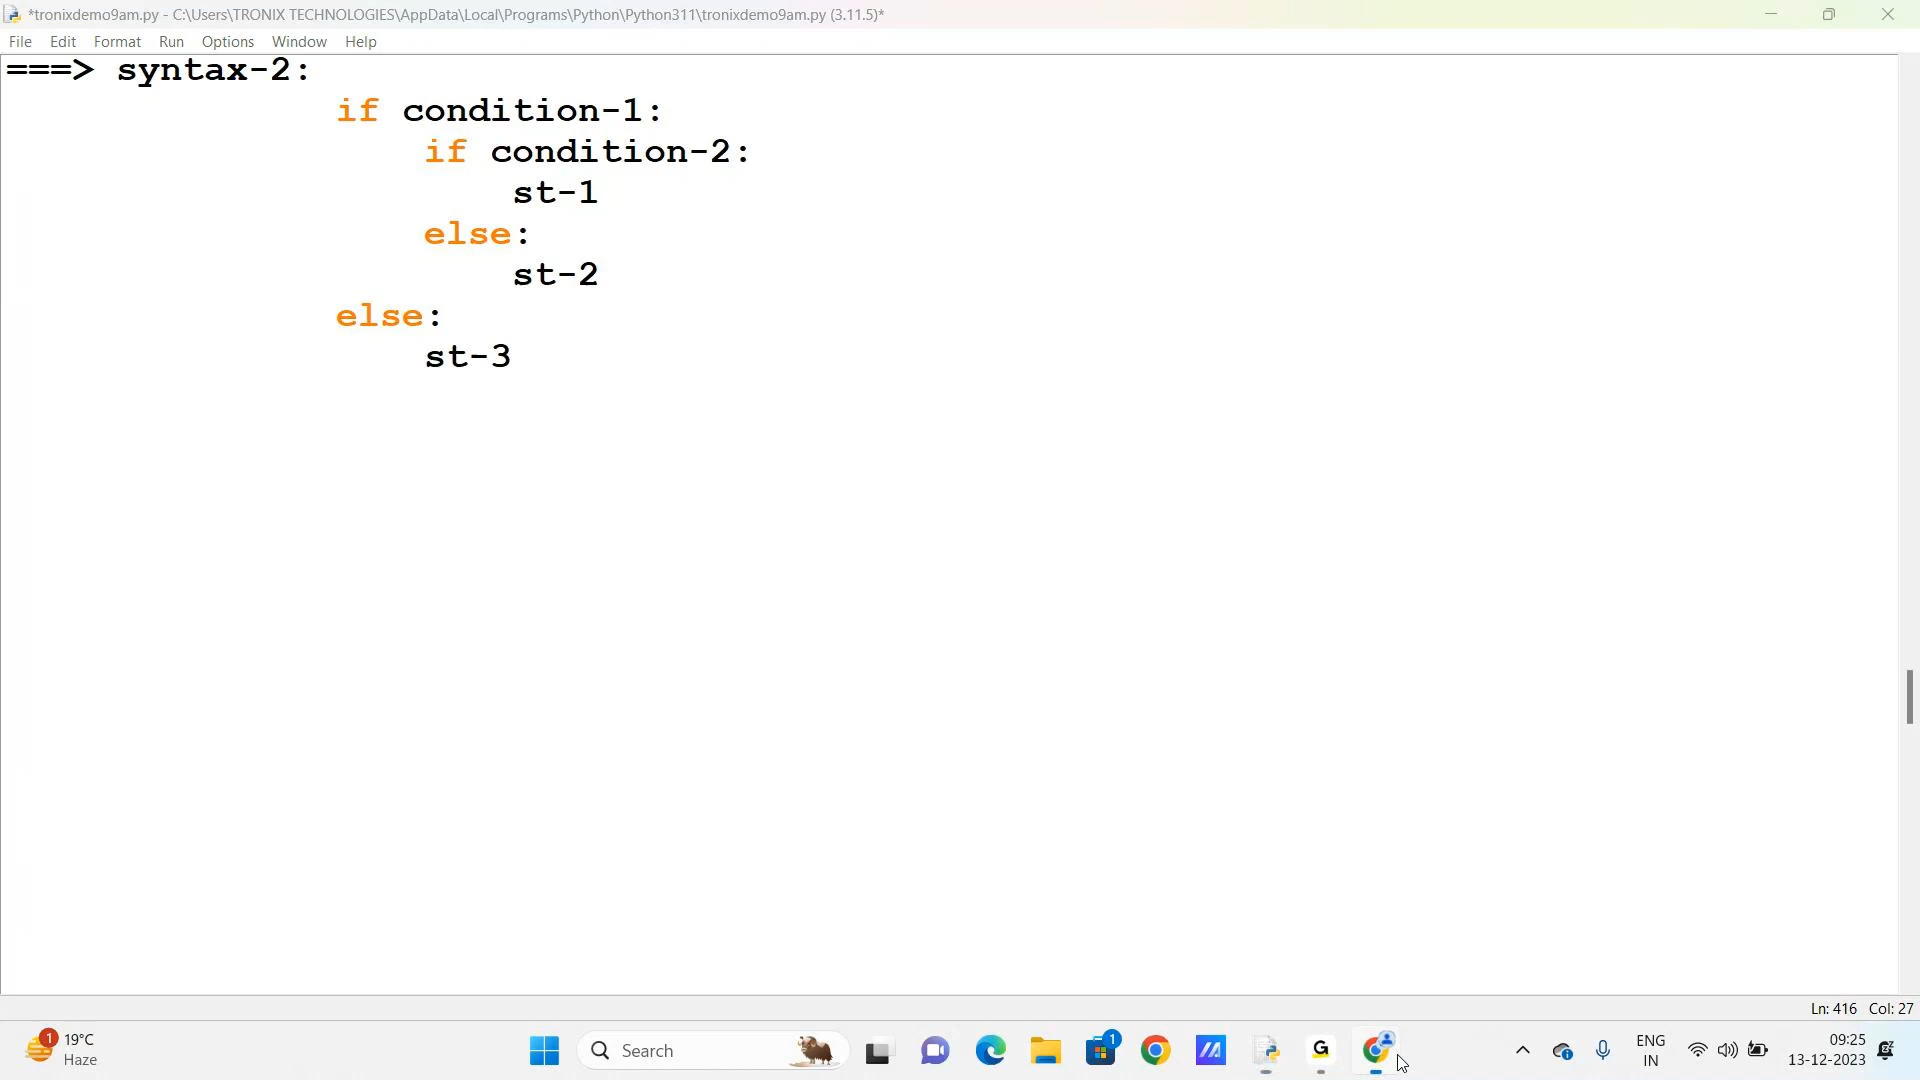 *tronixdemo9am.py - C:\Users\TRONIX TECHNOLOGIES\AppData\Local\Programs\Python\Python311\tronixdemo9am.py (3.11.5)*
File Edit Format Run Options Window Help
===> syntax-2:
if condition-1:
if condition-2:
st-1
else:
st-2
else:
st-3
Ln: 416 Col: 27
1
19°C
Haze
Search
1
G
ENG
IN
09:25
13-12-2023